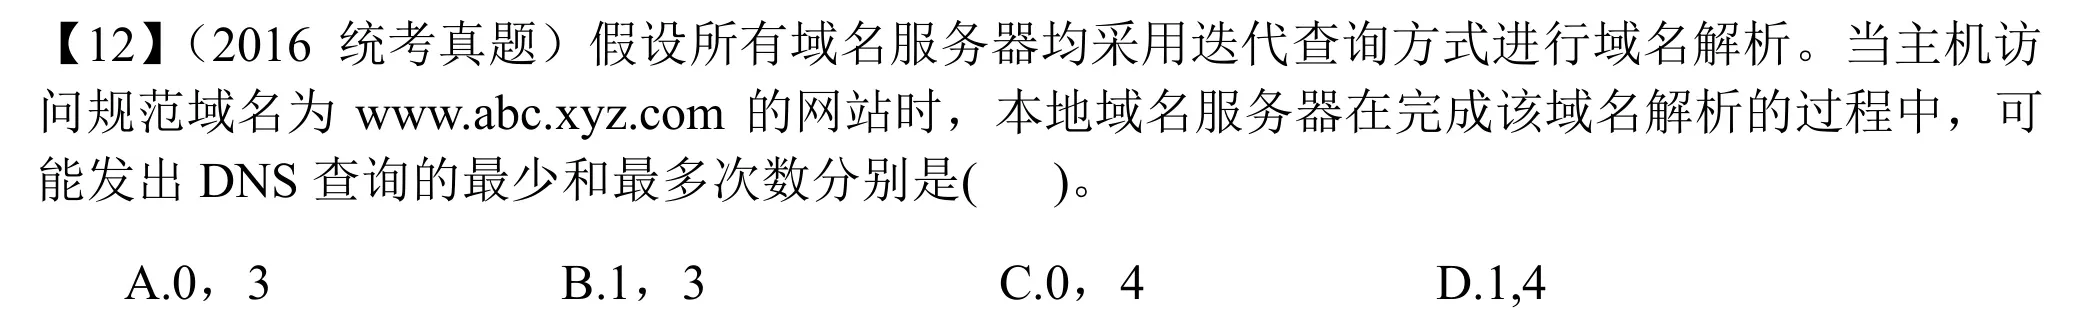 【12】（2016 统考真题）假设所有域名服务器均采用迭代查询方式进行域名解析。当主机访
问规范域名为 www.abc.xyz.com 的网站时，本地域名服务器在完成该域名解析的过程中，可
能发出 DNS 查询的最少和最多次数分别是(    )。
A.0，3    B.1，3    C.0，4    D.1,4